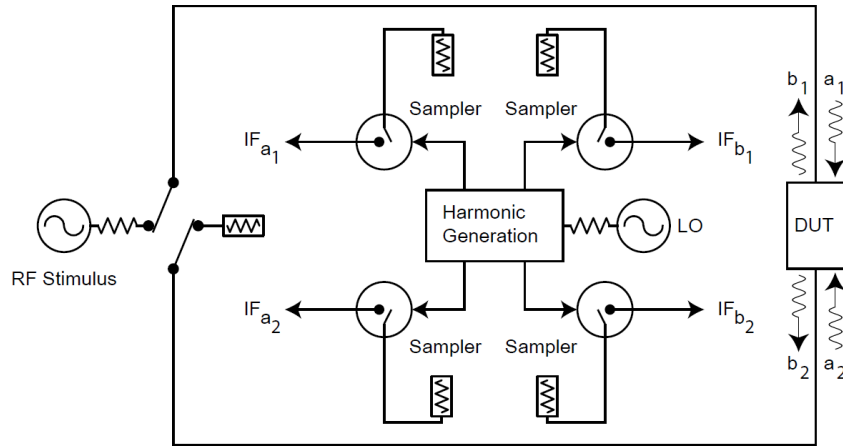 b1
a1
Sampler
Sampler
IFa1
IFb1
Harmonic
Generation
LO
DUT
RF Stimulus
IFa2
IFb2
Sampler
Sampler
b2
a2